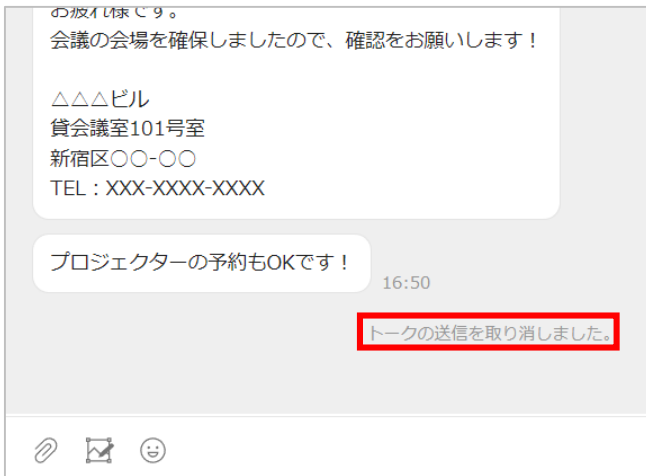 お疲れ様です。
会議の会場を確保しましたので、確認をお願いします！
△△△ビル
貸会議室101号室
新宿区○○-○○
TEL：XXX-XXXX-XXXX
プロジェクターの予約もOKです！
16:50
トークの送信を取り消しました。